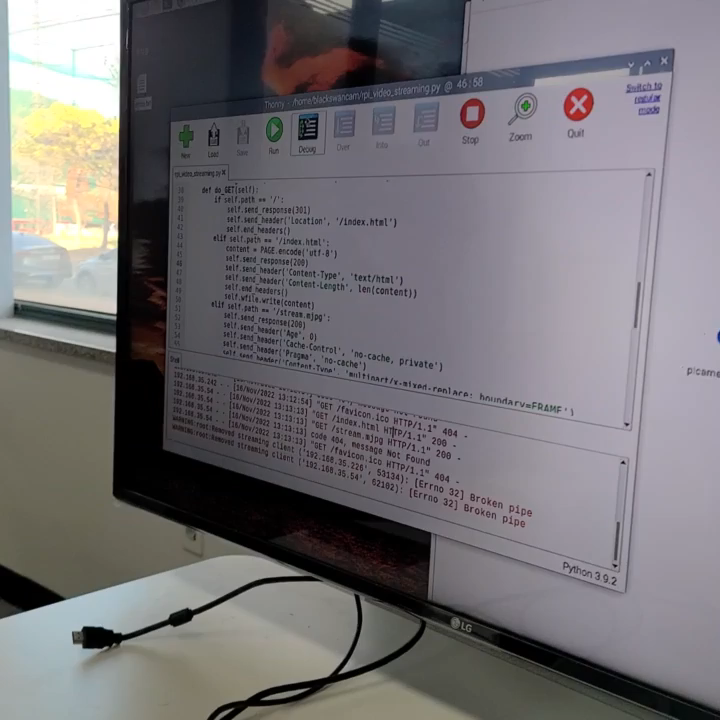 Thonny - /home/blackswancam/rpi_video_streaming.py @ 46:58
Switch to
regular
mode
New
Load
Save
Run
Debug
Over
Into
Out
Stop
Zoom
Quit
rpi_video_streaming.py
def do_GET(self):
if self.path == '/':
self.send_response(301)
self.send_header('Location', '/index.html')
self.end_headers()
elif self.path == '/index.html':
content = PAGE.encode('utf-8')
self.send_response(200)
self.send_header('Content-Type', 'text/html')
self.send_header('Content-Length', len(content))
self.end_headers()
self.wfile.write(content)
elif self.path == '/stream.mjpg':
self.send_response(200)
self.send_header('Age', 0)
self.send_header('Cache-Control', 'no-cache, private')
self.send_header('Pragma', 'no-cache')
self.send_header('Content-Type', 'multipart/x-mixed-replace; boundary=FRAME')
Shell
192.168.35.242 - - [16/Nov/2022 13:12:54] "GET /favicon.ico HTTP/1.1" 404 -
192.168.35.54 - - [16/Nov/2022 13:13:13] "GET /index.html HTTP/1.1" 200 -
192.168.35.54 - - [16/Nov/2022 13:13:13] "GET /stream.mjpg HTTP/1.1" 200 -
192.168.35.54 - - [16/Nov/2022 13:13:13] code 404, message Not Found
192.168.35.54 - - [16/Nov/2022 13:13:13] "GET /favicon.ico HTTP/1.1" 404 -
WARNING:root:Removed streaming client ('192.168.35.226', 53134): [Errno 32] Broken pipe
WARNING:root:Removed streaming client ('192.168.35.54', 62102): [Errno 32] Broken pipe
Python 3.9.2
picame
LG